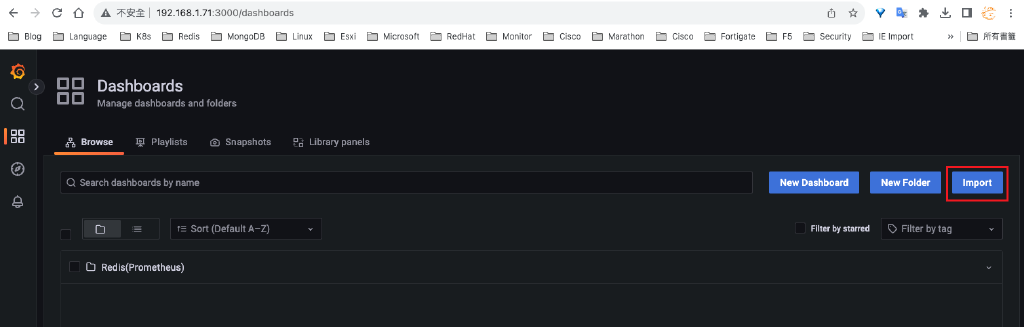 不安全 | 192.168.1.71:3000/dashboards
Blog Language K8s Redis MongoDB Linux Esxi Microsoft RedHat Monitor Cisco Marathon Cisco Fortigate F5 Security IE Import » 所有書籤
Dashboards
Manage dashboards and folders
Browse Playlists Snapshots Library panels
Search dashboards by name New Dashboard New Folder Import
Sort (Default A–Z) Filter by starred Filter by tag
Redis(Prometheus)